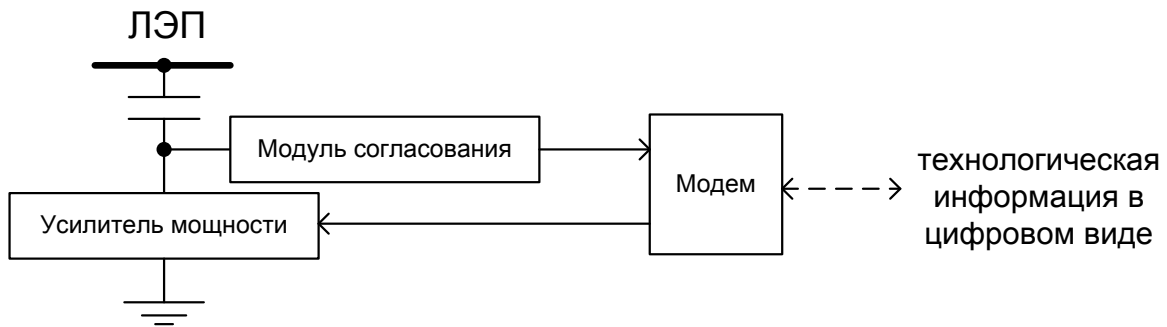 ЛЭП
Модуль согласования
Модем
технологическая
информация в
цифровом виде
Усилитель мощности